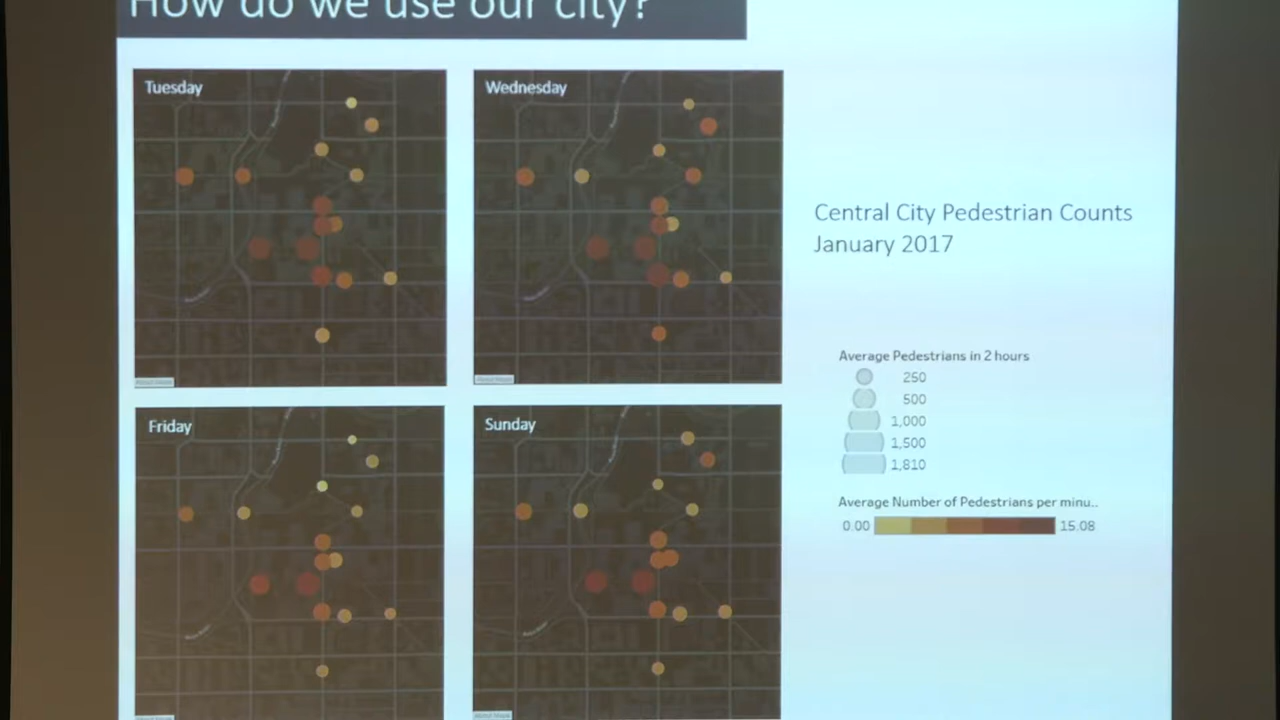 How do we use our city?
Tuesday
Wednesday
Central City Pedestrian Counts
January 2017
Average Pedestrians in 2 hours
250
500
1,000
1,500
1,810
Friday
Sunday
Average Number of Pedestrians per minu..
0.00
15.08